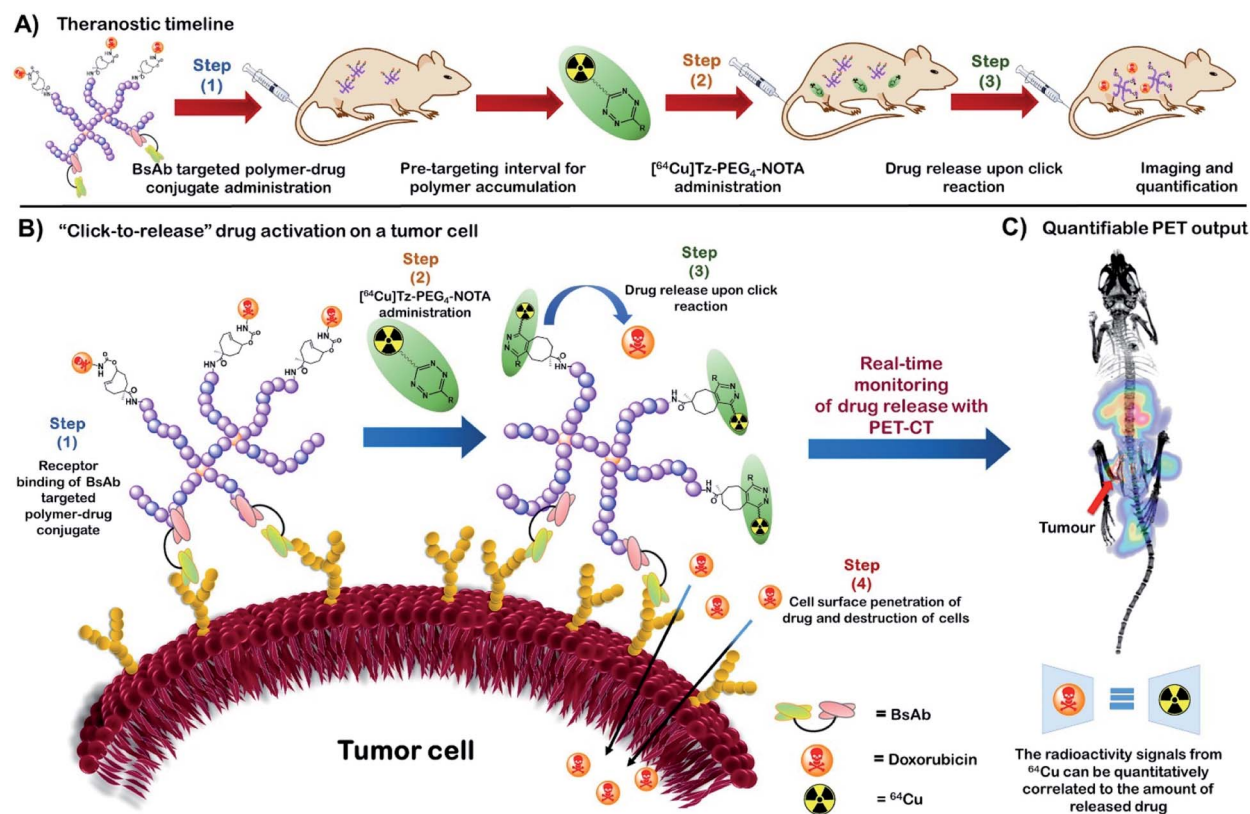 A) Theranostic timeline
Step
(1)
Step
(2)
Step
(3)
BsAb targeted polymer-drug
conjugate administration
Pre-targeting interval for
polymer accumulation
[⁶⁴Cu]Tz-PEG₄-NOTA
administration
Drug release upon click
reaction
Imaging and
quantification
B) “Click-to-release” drug activation on a tumor cell
Step
(1)
Receptor
binding of BsAb
targeted
polymer-drug
conjugate
Step
(2)
[⁶⁴Cu]Tz-PEG₄-NOTA
administration
Step
(3)
Drug release upon click
reaction
Real-time
monitoring
of drug release with
PET-CT
Step
(4)
Cell surface penetration of
drug and destruction of cells
Tumor cell
= BsAb
= Doxorubicin
= ⁶⁴Cu
C) Quantifiable PET output
Tumour
The radioactivity signals from
⁶⁴Cu can be quantitatively
correlated to the amount of
released drug